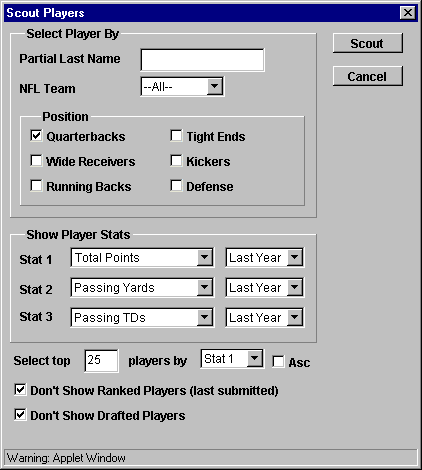 Scout Players
Select Player By
Scout
Partial Last Name
Cancel
NFL Team --All--
Position
Quarterbacks Tight Ends
Wide Receivers Kickers
Running Backs Defense
Show Player Stats
Stat 1 Total Points Last Year
Stat 2 Passing Yards Last Year
Stat 3 Passing TDs Last Year
Select top 25 players by Stat 1 Asc
Don't Show Ranked Players (last submitted)
Don't Show Drafted Players
Warning: Applet Window